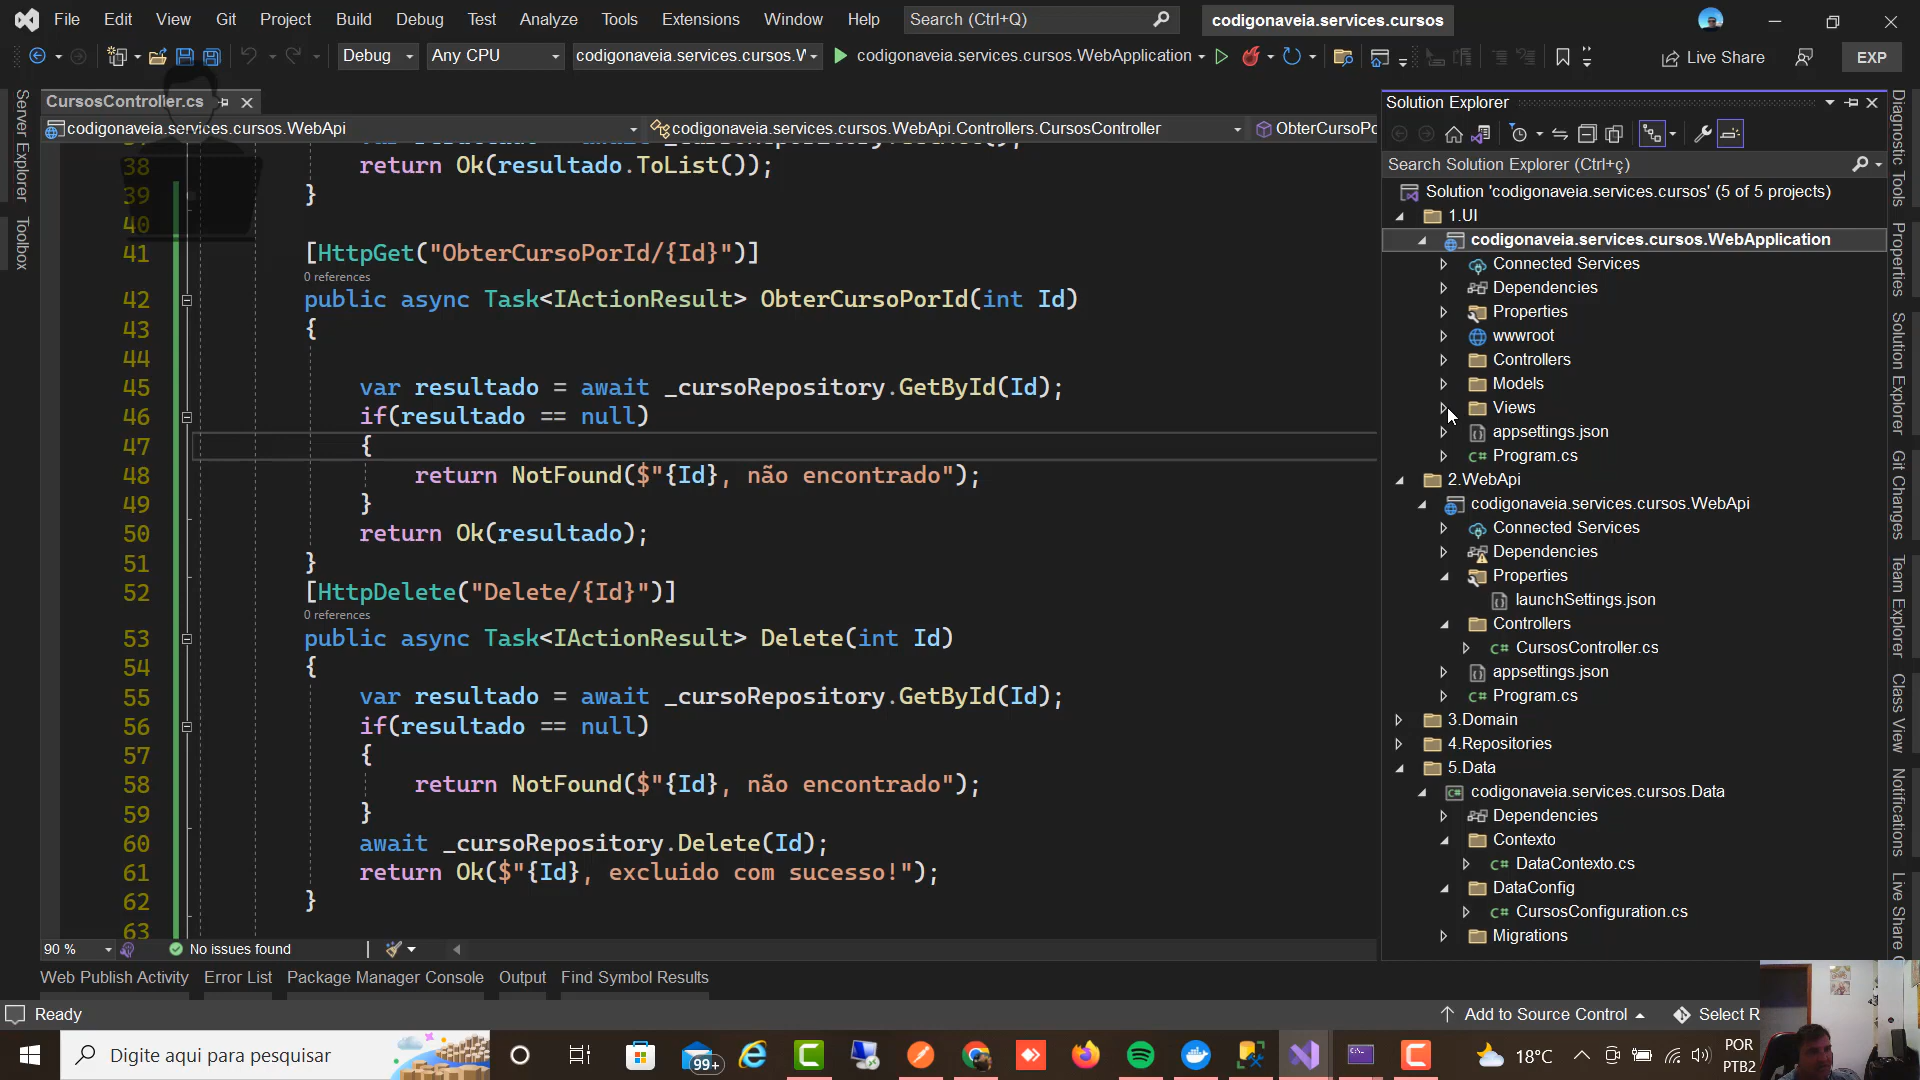 File Edit View Git Project Build Debug Test Analyze Tools Extensions Window Help Search (Ctrl+Q) codigonaveia.services.cursos
Debug Any CPU codigonaveia.services.cursos.W codigonaveia.services.cursos.WebApplication Live Share EXP
CursosController.cs
codigonaveia.services.cursos.WebApi codigonaveia.services.cursos.WebApi.Controllers.CursosController ObterCursoPo
38 return Ok(resultado.ToList());
39 }
40
41 [HttpGet("ObterCursoPorId/{Id}")]
0 references
42 public async Task<IActionResult> ObterCursoPorId(int Id)
43 {
44
45 var resultado = await _cursoRepository.GetById(Id);
46 if(resultado == null)
47 {
48 return NotFound($"{Id}, não encontrado");
49 }
50 return Ok(resultado);
51 }
52 [HttpDelete("Delete/{Id}")]
0 references
53 public async Task<IActionResult> Delete(int Id)
54 {
55 var resultado = await _cursoRepository.GetById(Id);
56 if(resultado == null)
57 {
58 return NotFound($"{Id}, não encontrado");
59 }
60 await _cursoRepository.Delete(Id);
61 return Ok($"{Id}, excluido com sucesso!");
62 }
63
90 % No issues found
Web Publish Activity Error List Package Manager Console Output Find Symbol Results
Ready Add to Source Control Select R
Server Explorer
Toolbox
Solution Explorer
Search Solution Explorer (Ctrl+ç)
Solution 'codigonaveia.services.cursos' (5 of 5 projects)
1.UI
codigonaveia.services.cursos.WebApplication
Connected Services
Dependencies
Properties
wwwroot
Controllers
Models
Views
appsettings.json
C# Program.cs
2.WebApi
codigonaveia.services.cursos.WebApi
Connected Services
Dependencies
Properties
launchSettings.json
Controllers
C# CursosController.cs
appsettings.json
C# Program.cs
3.Domain
4.Repositories
5.Data
C# codigonaveia.services.cursos.Data
Dependencies
Contexto
C# DataContexto.cs
DataConfig
C# CursosConfiguration.cs
Migrations
Diagnostic Tools
Properties
Solution Explorer
Git Changes
Team Explorer
Class View
Notifications
Live Share
Digite aqui para pesquisar 99+ 18°C POR
PTB2